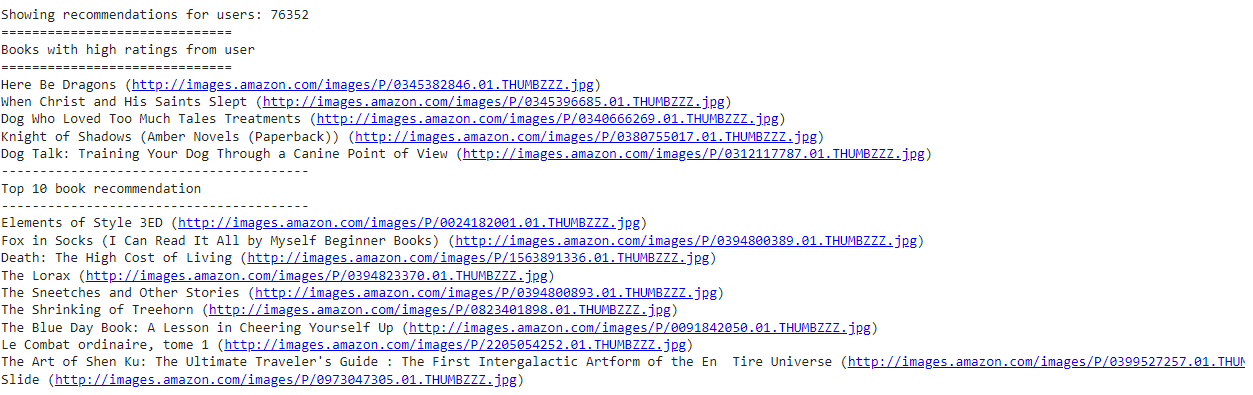 Showing recommendations for users: 76352
==============================
Books with high ratings from user
==============================
Here Be Dragons (http://images.amazon.com/images/P/0345382846.01.THUMBZZZ.jpg)
When Christ and His Saints Slept (http://images.amazon.com/images/P/0345396685.01.THUMBZZZ.jpg)
Dog Who Loved Too Much Tales Treatments (http://images.amazon.com/images/P/0340666269.01.THUMBZZZ.jpg)
Knight of Shadows (Amber Novels (Paperback)) (http://images.amazon.com/images/P/0380755017.01.THUMBZZZ.jpg)
Dog Talk: Training Your Dog Through a Canine Point of View (http://images.amazon.com/images/P/0312117787.01.THUMBZZZ.jpg)
----------------------------------------
Top 10 book recommendation
----------------------------------------
Elements of Style 3ED (http://images.amazon.com/images/P/0024182001.01.THUMBZZZ.jpg)
Fox in Socks (I Can Read It All by Myself Beginner Books) (http://images.amazon.com/images/P/0394800389.01.THUMBZZZ.jpg)
Death: The High Cost of Living (http://images.amazon.com/images/P/1563891336.01.THUMBZZZ.jpg)
The Lorax (http://images.amazon.com/images/P/0394823370.01.THUMBZZZ.jpg)
The Sneetches and Other Stories (http://images.amazon.com/images/P/0394800893.01.THUMBZZZ.jpg)
The Shrinking of Treehorn (http://images.amazon.com/images/P/0823401898.01.THUMBZZZ.jpg)
The Blue Day Book: A Lesson in Cheering Yourself Up (http://images.amazon.com/images/P/0091842050.01.THUMBZZZ.jpg)
Le Combat ordinaire, tome 1 (http://images.amazon.com/images/P/2205054252.01.THUMBZZZ.jpg)
The Art of Shen Ku: The Ultimate Traveler's Guide : The First Intergalactic Artform of the En  Tire Universe (http://images.amazon.com/images/P/0399527257.01.THUM
Slide (http://images.amazon.com/images/P/0973047305.01.THUMBZZZ.jpg)